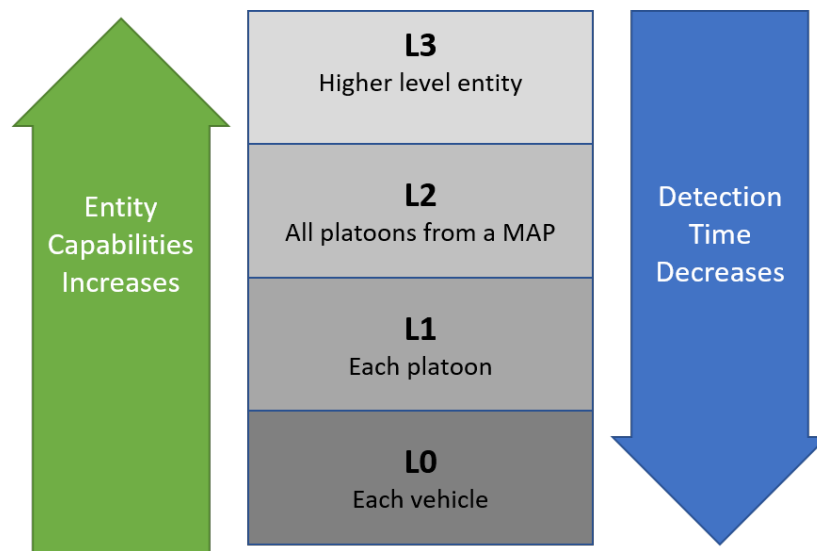 Entity
Capabilities
Increases
L3
Higher level entity
L2
All platoons from a MAP
L1
Each platoon
L0
Each vehicle
Detection
Time
Decreases